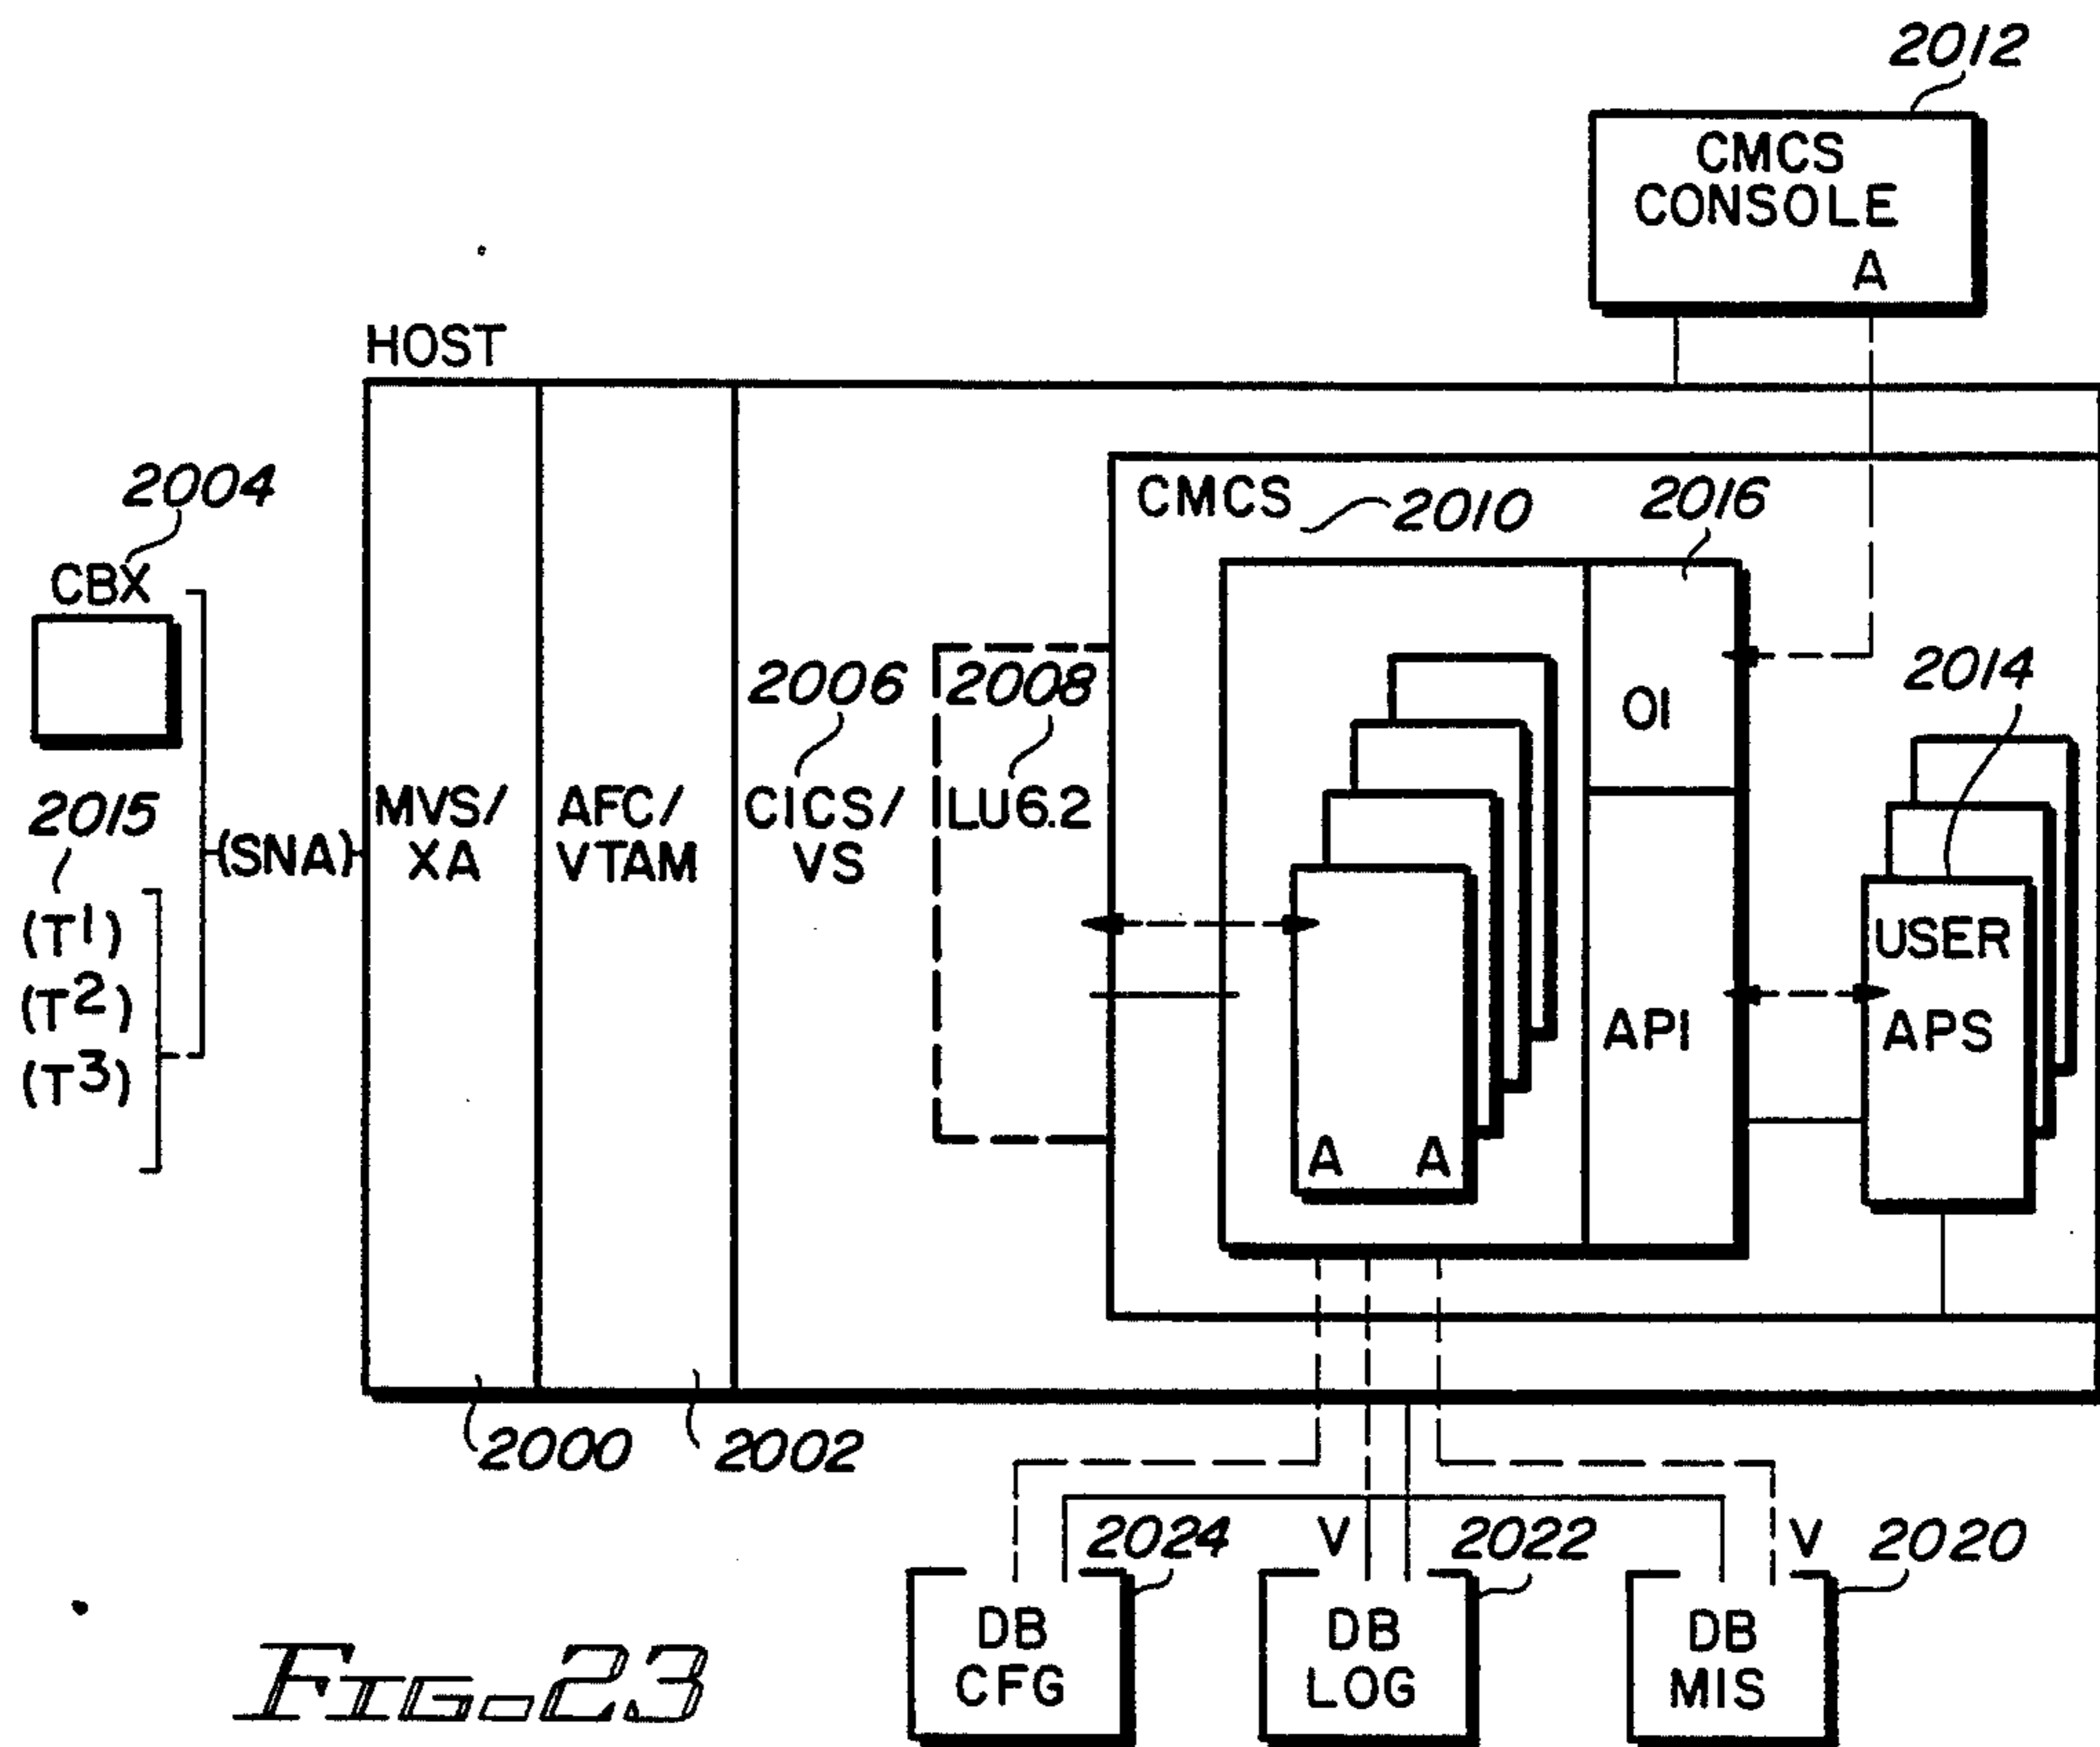 2012
CMCS
CONSOLE
A
HOST
2004
CBX
2015
(T1)
(T2)
(T3)
(SNA)
MVS/
XA
AFC/
VTAM
2006
CICS/
VS
2008
LU6.2
CMCS
2010
2016
OI
API
A A
2014
USER
APS
2000
2002
2024
DB
CFG
V
2022
DB
LOG
V
2020
DB
MIS
FIG-23